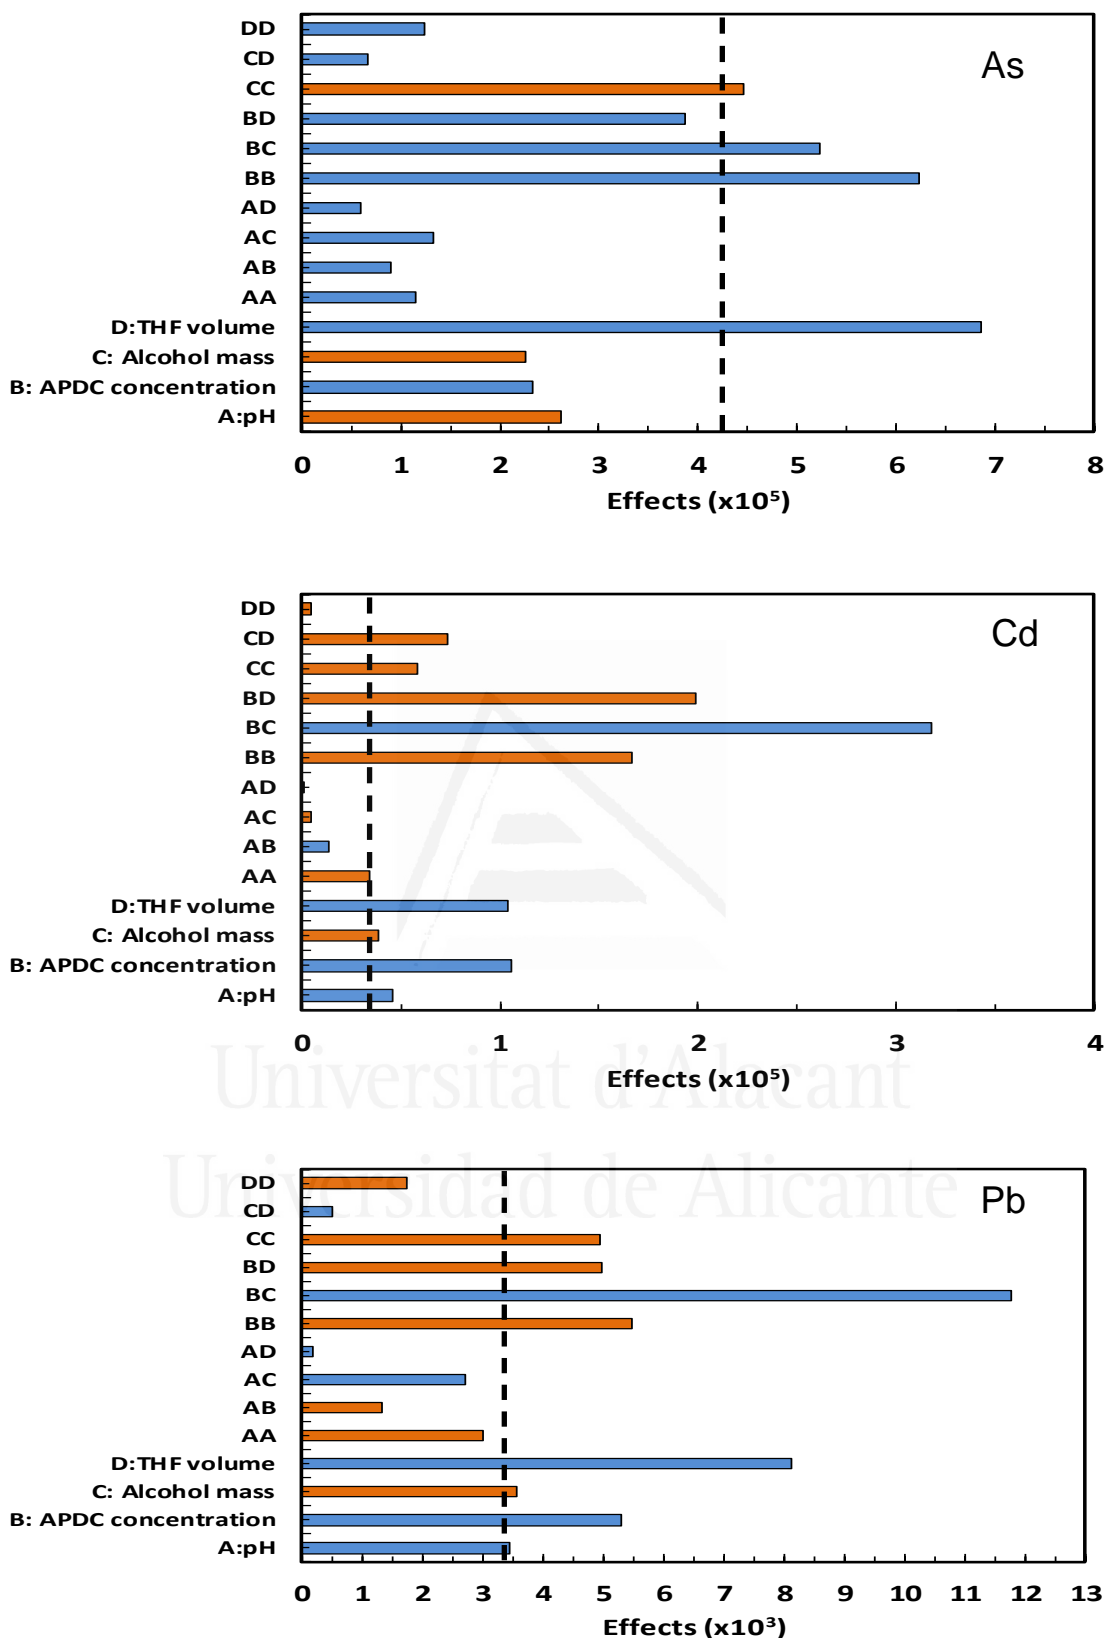 DD
As
CD
CC
BD
BC
BB
AD
AC
AB
AA
D:THF volume
C: Alcohol mass
B: APDC concentration
A:pH
0 1 2 3 4 5 6 7 8
Effects (x10⁵)
DD
Cd
CD
CC
BD
BC
BB
AD
AC
AB
AA
D:THF volume
C: Alcohol mass
B: APDC concentration
A:pH
0 1 2 3 4
Effects (x10⁵)
Universitat d'Alacant
Universidad de Alicante
DD
Pb
CD
CC
BD
BC
BB
AD
AC
AB
AA
D:THF volume
C: Alcohol mass
B: APDC concentration
A:pH
0 1 2 3 4 5 6 7 8 9 10 12 13
Effects (x10³)